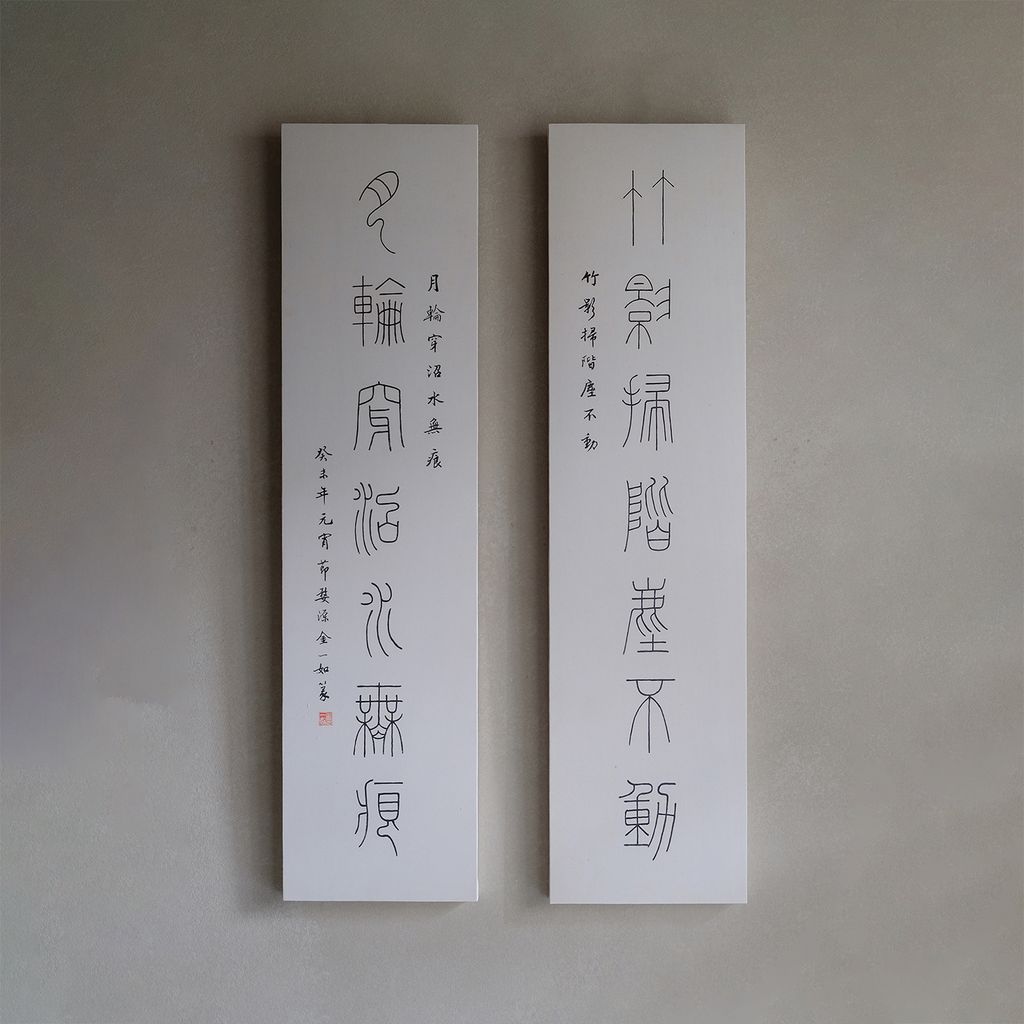 竹影掃階塵不動
竹影掃階塵不動
月輪穿沼水無痕
月輪穿沼水無痕
癸未年元宵節婺源金一如篆